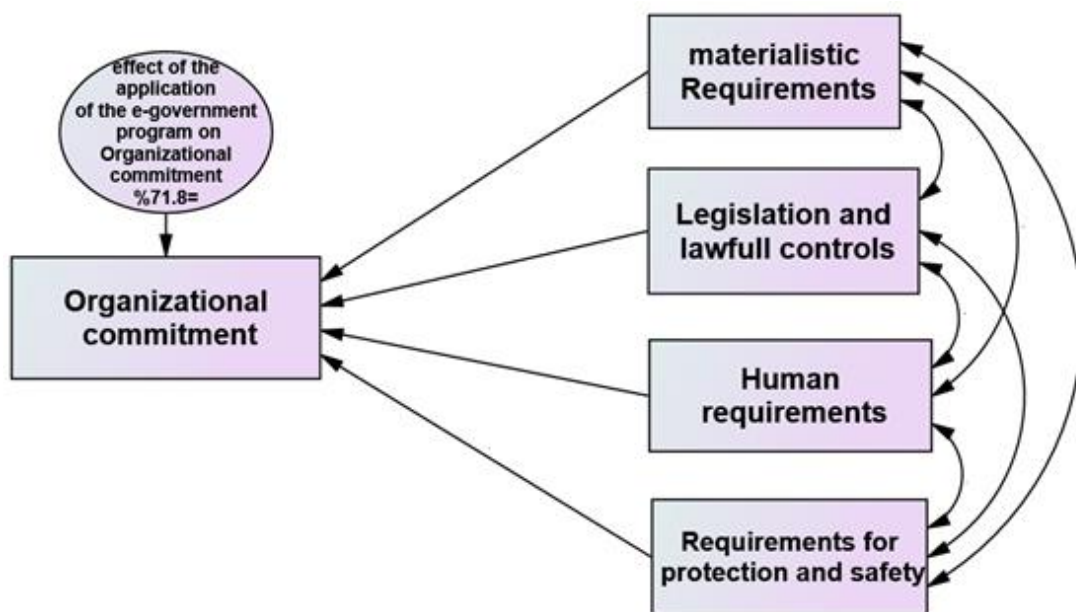 effect of the
application
of the e-government
program on
Organizational
commitment
%71.8=
Organizational
commitment
materialistic
Requirements
Legislation and
lawfull controls
Human
requirements
Requirements for
protection and safety